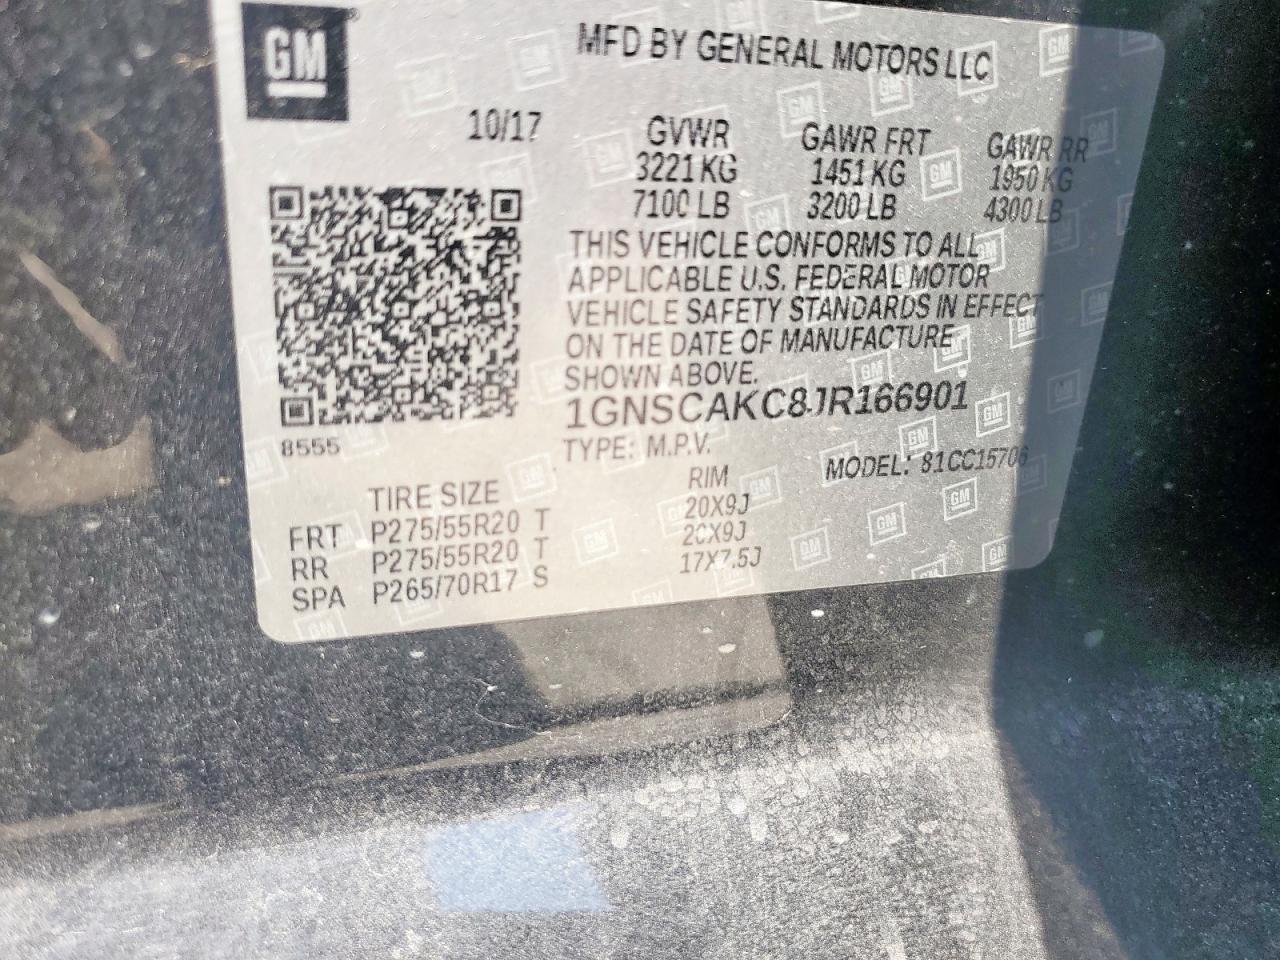 GM
MFD BY GENERAL MOTORS LLC
10/17 GVWR GAWR FRT GAWR RR
3221 KG 1451 KG 1950 KG
7100 LB 3200 LB 4300 LB
THIS VEHICLE CONFORMS TO ALL
APPLICABLE U.S. FEDERAL MOTOR
VEHICLE SAFETY STANDARDS IN EFFECT
ON THE DATE OF MANUFACTURE
SHOWN ABOVE.
1GNSCAKC8JR166901
8555
TYPE: M.P.V. MODEL: 81CC15706
TIRE SIZE RIM
FRT P275/55R20 T 20X9J
RR P275/55R20 T 20X9J
SPA P265/70R17 S 17X7.5J